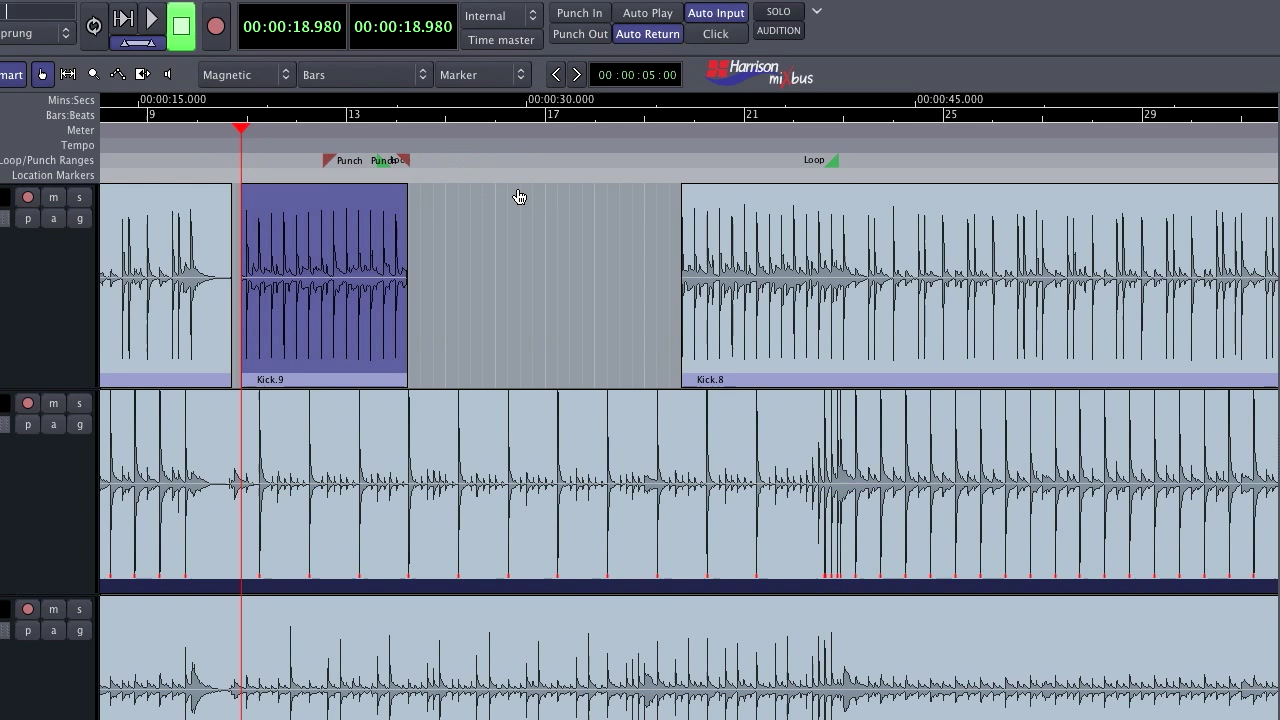 Internal
Punch In
Auto Play
Auto Input
SOLO
sprung
00:00:18.980
00:00:18.980
Time master
Punch Out
Auto Return
Click
AUDITION
mart
Magnetic
Bars
Marker
00:00:05:00
Harrison
mixbus
Mins:Secs
00:00:15.000
00:00:30.000
00:00:45.000
Bars:Beats
9
13
17
21
25
29
Meter
Tempo
Loop/Punch Ranges
Punch
Punch
Loop
Location Markers
m
s
p
a
g
Kick.9
Kick.8
m
s
p
a
g
m
s
p
a
g